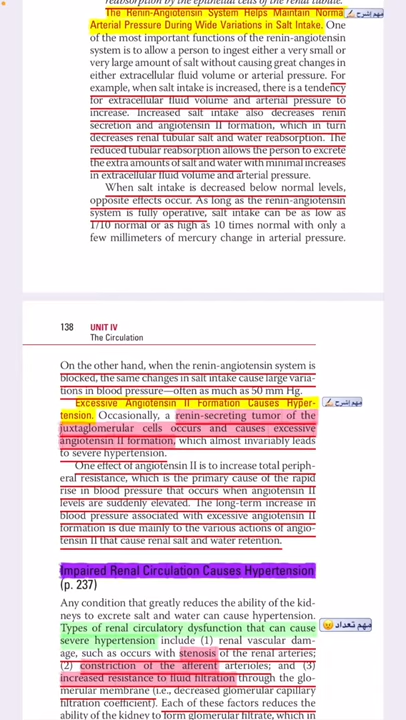 reabsorption by the epithelial cells of the renal tubule.
The Renin-Angiotensin System Helps Maintain Norma
Arterial Pressure During Wide Variations in Salt Intake. One
of the most important functions of the renin-angiotensin
system is to allow a person to ingest either a very small or
very large amount of salt without causing great changes in
either extracellular fluid volume or arterial pressure. For
example, when salt intake is increased, there is a tendency
for extracellular fluid volume and arterial pressure to
increase. Increased salt intake also decreases renin
secretion and angiotensin II formation, which in turn
decreases renal tubular salt and water reabsorption. The
reduced tubular reabsorption allows the person to excrete
the extra amounts of salt and water with minimal increases
in extracellular fluid volume and arterial pressure.
When salt intake is decreased below normal levels,
opposite effects occur. As long as the renin-angiotensin
system is fully operative, salt intake can be as low as
1/10 normal or as high as 10 times normal with only a
few millimeters of mercury change in arterial pressure.
مهم إشرح
138 UNIT IV
The Circulation
On the other hand, when the renin-angiotensin system is
blocked, the same changes in salt intake cause large varia-
tions in blood pressure—often as much as 50 mm Hg.
Excessive Angiotensin II Formation Causes Hyper-
tension. Occasionally, a renin-secreting tumor of the
juxtaglomerular cells occurs and causes excessive
angiotensin II formation, which almost invariably leads
to severe hypertension.
مهم إشرح
One effect of angiotensin II is to increase total periph-
eral resistance, which is the primary cause of the rapid
rise in blood pressure that occurs when angiotensin II
levels are suddenly elevated. The long-term increase in
blood pressure associated with excessive angiotensin II
formation is due mainly to the various actions of angio-
tensin II that cause renal salt and water retention.
Impaired Renal Circulation Causes Hypertension
(p. 237)
Any condition that greatly reduces the ability of the kid-
neys to excrete salt and water can cause hypertension.
Types of renal circulatory dysfunction that can cause
severe hypertension include (1) renal vascular dam-
age, such as occurs with stenosis of the renal arteries;
(2) constriction of the afferent arterioles; and (3)
increased resistance to fluid filtration through the glo-
merular membrane (i.e., decreased glomerular capillary
filtration coefficient). Each of these factors reduces the
ability of the kidney to form glomerular filtrate, which in
مهم تعداد